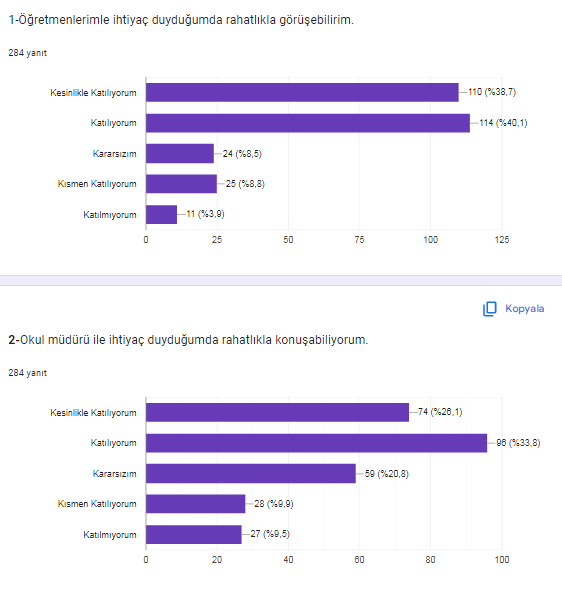 1-Öğretmenlerimle ihtiyaç duyduğumda rahatlıkla görüşebilirim.
284 yanıt
Kesinlikle Katılıyorum
110 (%38,7)
Katılıyorum
114 (%40,1)
Kararsızım
24 (%8,5)
Kısmen Katılıyorum
25 (%8,8)
Katılmıyorum
11 (%3,9)
0 25 50 75 100 125
Kopyala
2-Okul müdürü ile ihtiyaç duyduğumda rahatlıkla konuşabiliyorum.
284 yanıt
Kesinlikle Katılıyorum
74 (%26,1)
Katılıyorum
96 (%33,8)
Kararsızım
59 (%20,8)
Kısmen Katılıyorum
28 (%9,9)
Katılmıyorum
27 (%9,5)
0 20 40 60 80 100